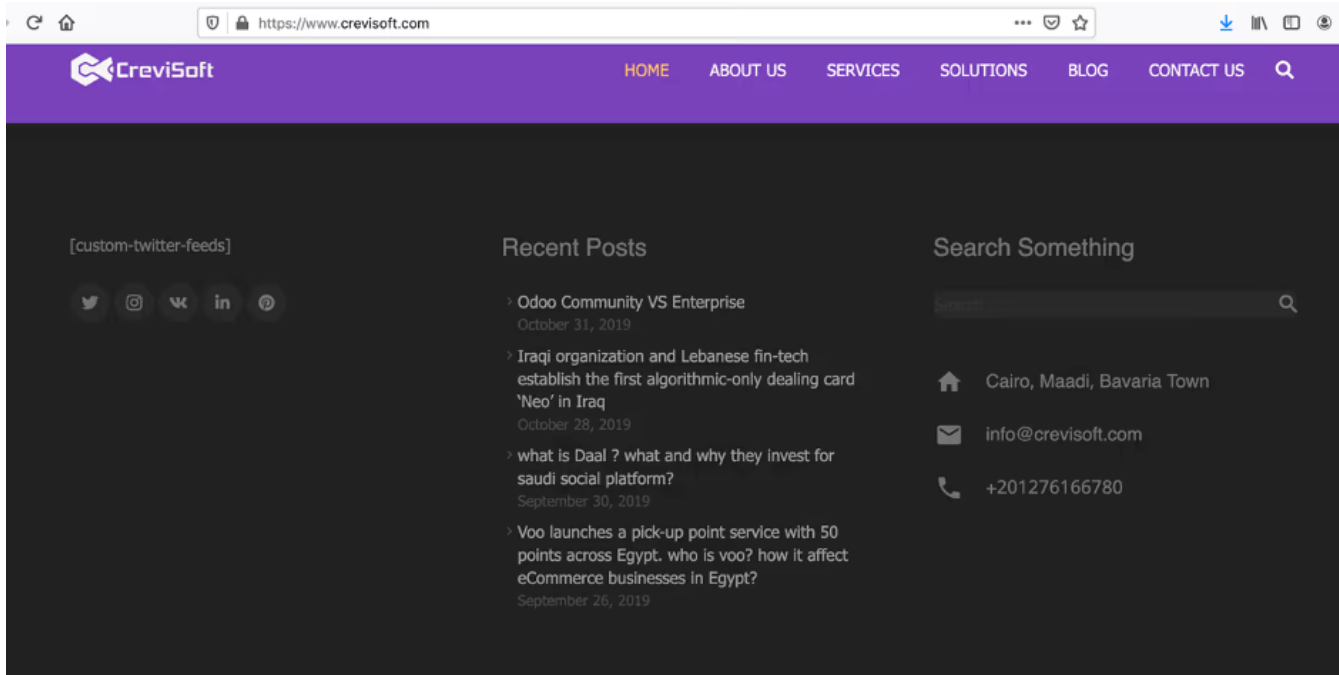 https://www.crevisoft.com
CreviSoft
HOME ABOUT US SERVICES SOLUTIONS BLOG CONTACT US
[custom-twitter-feeds]
Recent Posts
Odoo Community VS Enterprise
October 31, 2019
Iraqi organization and Lebanese fin-tech
establish the first algorithmic-only dealing card
‘Neo’ in Iraq
October 28, 2019
what is Daal ? what and why they invest for
saudi social platform?
September 30, 2019
Voo launches a pick-up point service with 50
points across Egypt. who is voo? how it affect
eCommerce businesses in Egypt?
September 26, 2019
Search Something
Search
Cairo, Maadi, Bavaria Town
info@crevisoft.com
+201276166780